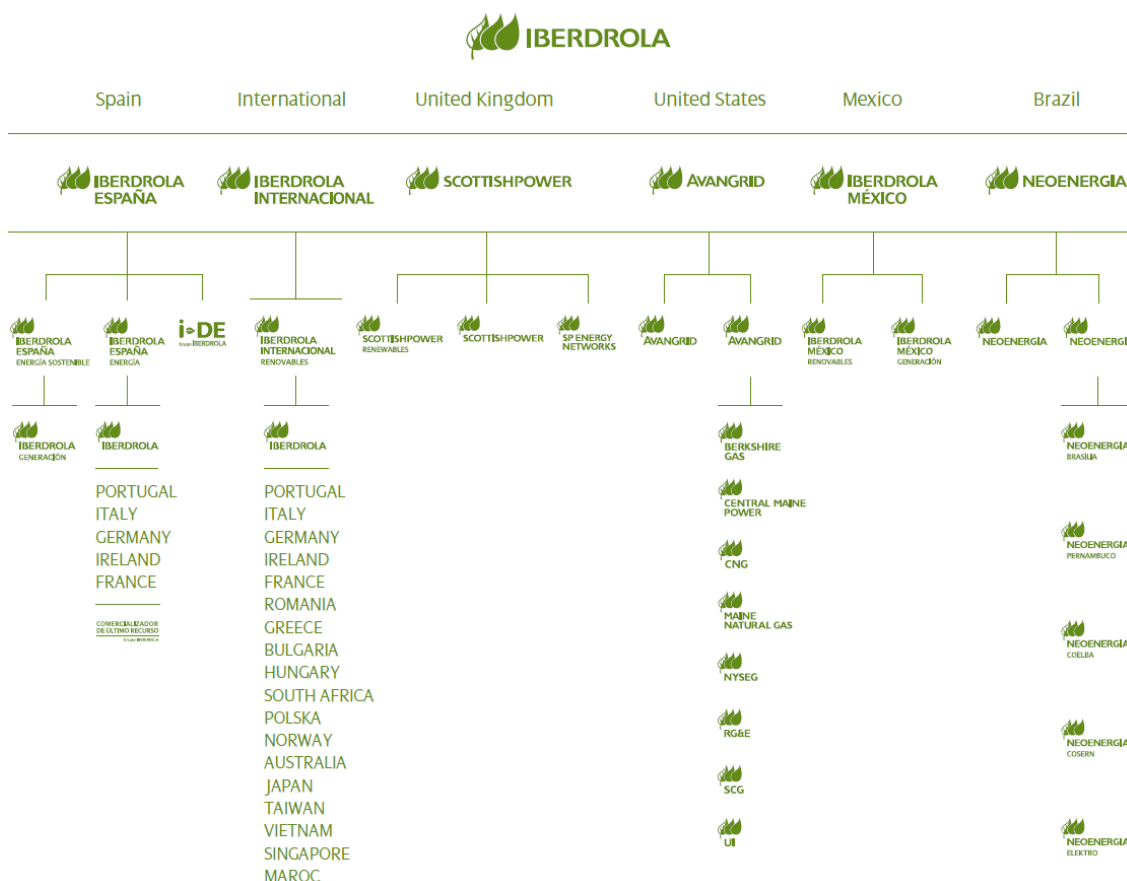 IBERDROLA
Spain
International
United Kingdom
United States
Mexico
Brazil
IBERDROLA
ESPAÑA
IBERDROLA
INTERNACIONAL
SCOTTISHPOWER
AVANGRID
IBERDROLA
MÉXICO
NEOENERGIA
IBERDROLA
ESPAÑA
ENERGÍA SOSTENIBLE
IBERDROLA
ESPAÑA
ENERGÍA
i-DE
Grupo IBERDROLA
IBERDROLA
INTERNACIONAL
RENOVABLES
SCOTTISHPOWER
RENEWABLES
SCOTTISHPOWER
SP ENERGY
NETWORKS
AVANGRID
AVANGRID
IBERDROLA
MÉXICO
RENOVABLES
IBERDROLA
MÉXICO
GENERACIÓN
NEOENERGIA
NEOENERGI
IBERDROLA
GENERACIÓN
IBERDROLA
PORTUGAL
ITALY
GERMANY
IRELAND
FRANCE
COMERCIALIZADOR
DE ÚLTIMO RECURSO
Grupo IBERDROLA
IBERDROLA
PORTUGAL
ITALY
GERMANY
IRELAND
FRANCE
ROMANIA
GREECE
BULGARIA
HUNGARY
SOUTH AFRICA
POLSKA
NORWAY
AUSTRALIA
JAPAN
TAIWAN
VIETNAM
SINGAPORE
MAROC
BERKSHIRE
GAS
CENTRAL MAINE
POWER
CNG
MAINE
NATURAL GAS
NYSEG
RG&E
SCG
UI
NEOENERGIA
BRASÍLIA
NEOENERGIA
PERNAMBUCO
NEOENERGIA
COELBA
NEOENERGIA
COSERN
NEOENERGIA
ELEKTRO